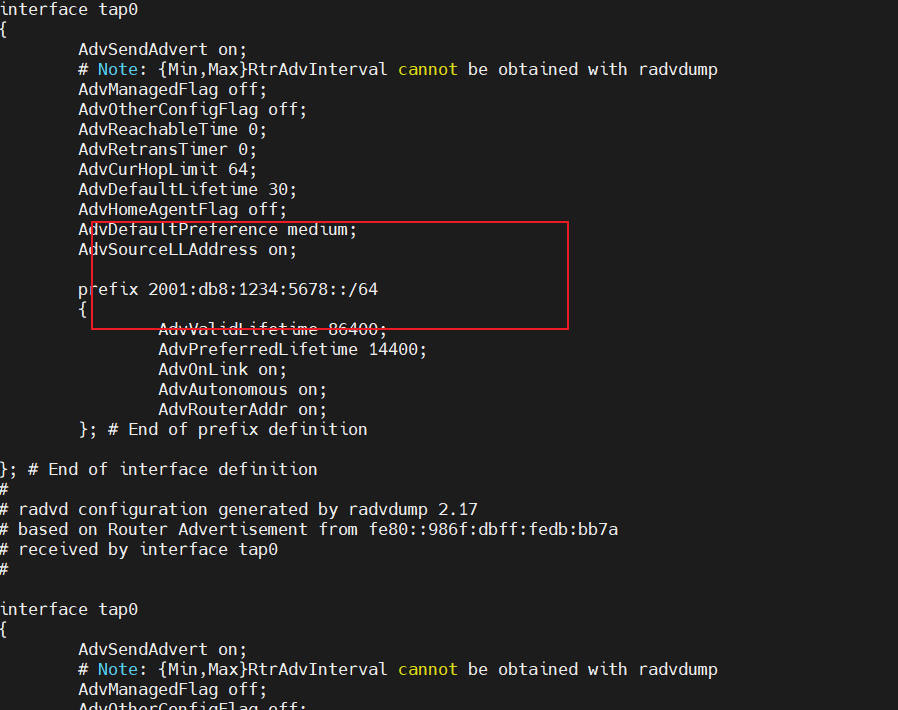 interface tap0
{
AdvSendAdvert on;
# Note: {Min,Max}RtrAdvInterval cannot be obtained with radvdump
AdvManagedFlag off;
AdvOtherConfigFlag off;
AdvReachableTime 0;
AdvRetransTimer 0;
AdvCurHopLimit 64;
AdvDefaultLifetime 30;
AdvHomeAgentFlag off;
AdvDefaultPreference medium;
AdvSourceLLAddress on;
prefix 2001:db8:1234:5678::/64
{
AdvValidLifetime 86400;
AdvPreferredLifetime 14400;
AdvOnLink on;
AdvAutonomous on;
AdvRouterAddr on;
}; # End of prefix definition
}; # End of interface definition
#
# radvd configuration generated by radvdump 2.17
# based on Router Advertisement from fe80::986f:dbff:fedb:bb7a
# received by interface tap0
#
interface tap0
{
AdvSendAdvert on;
# Note: {Min,Max}RtrAdvInterval cannot be obtained with radvdump
AdvManagedFlag off;
AdvOtherConfigFlag off;